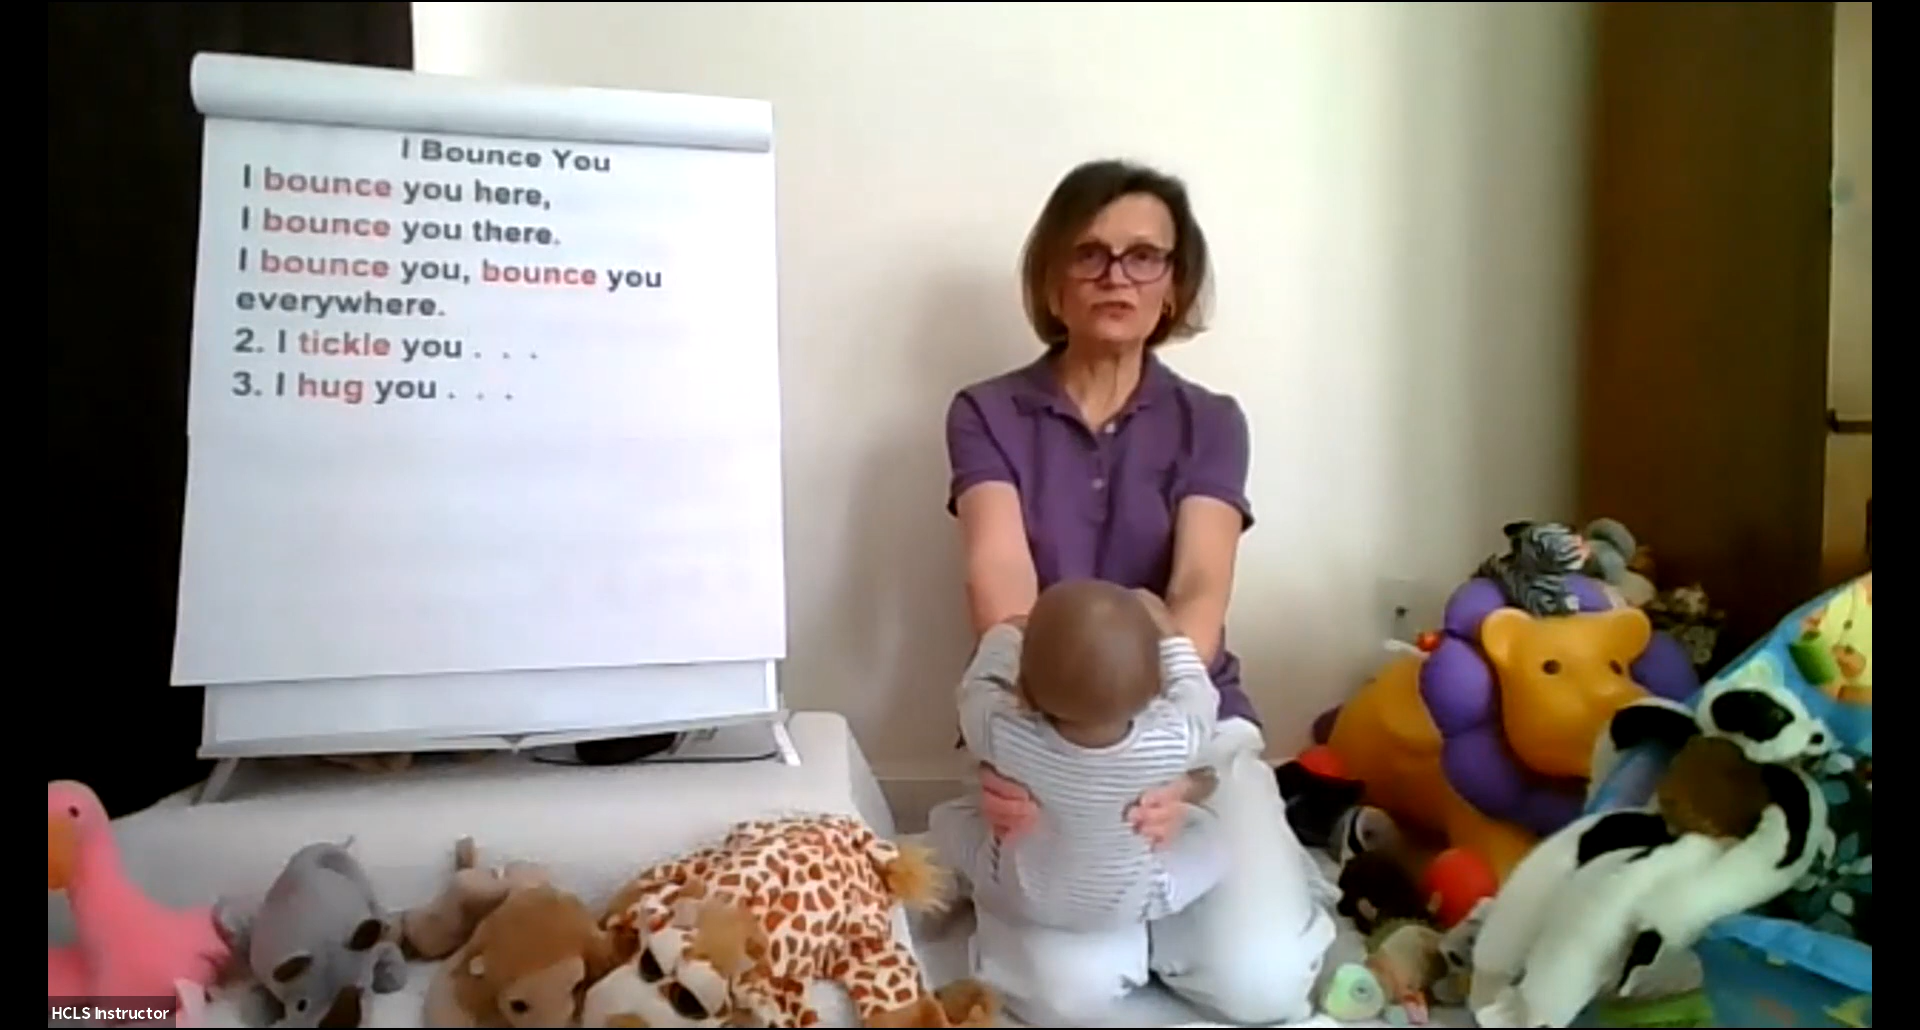 I Bounce You
I bounce you here,
I bounce you there.
I bounce you, bounce you
everywhere.
2. I tickle you . . .
3. I hug you . . .
HCLS Instructor